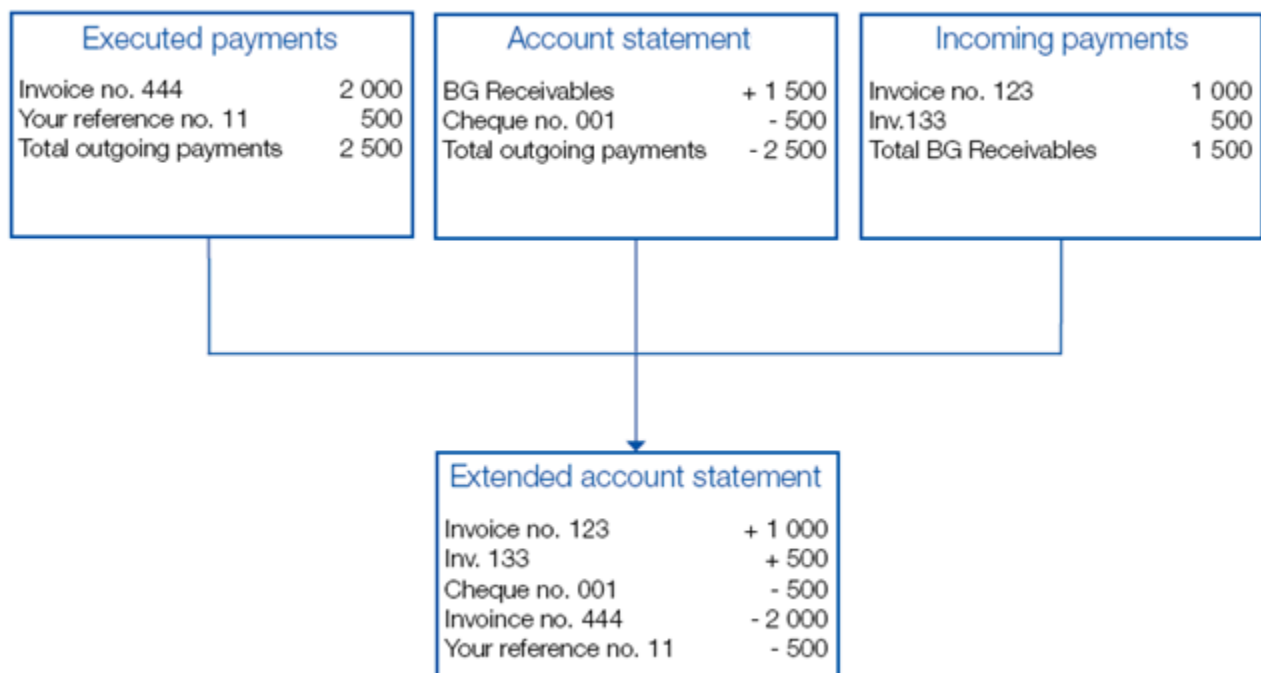 Executed payments
Invoice no. 444 2 000
Your reference no. 11 500
Total outgoing payments 2 500
Account statement
BG Receivables + 1 500
Cheque no. 001 - 500
Total outgoing payments - 2 500
Incoming payments
Invoice no. 123 1 000
Inv.133 500
Total BG Receivables 1 500
Extended account statement
Invoice no. 123 + 1 000
Inv. 133 + 500
Cheque no. 001 - 500
Invoince no. 444 - 2 000
Your reference no. 11 - 500